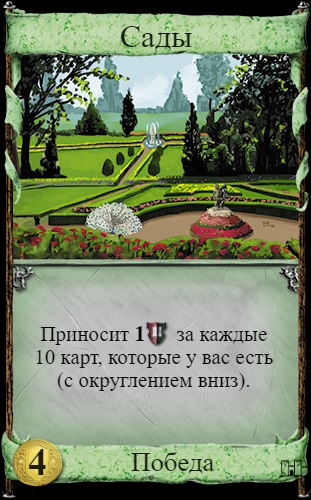 Сады
Приносит 1 за каждые
10 карт, которые у вас есть
(с округлением вниз).
4
Победа